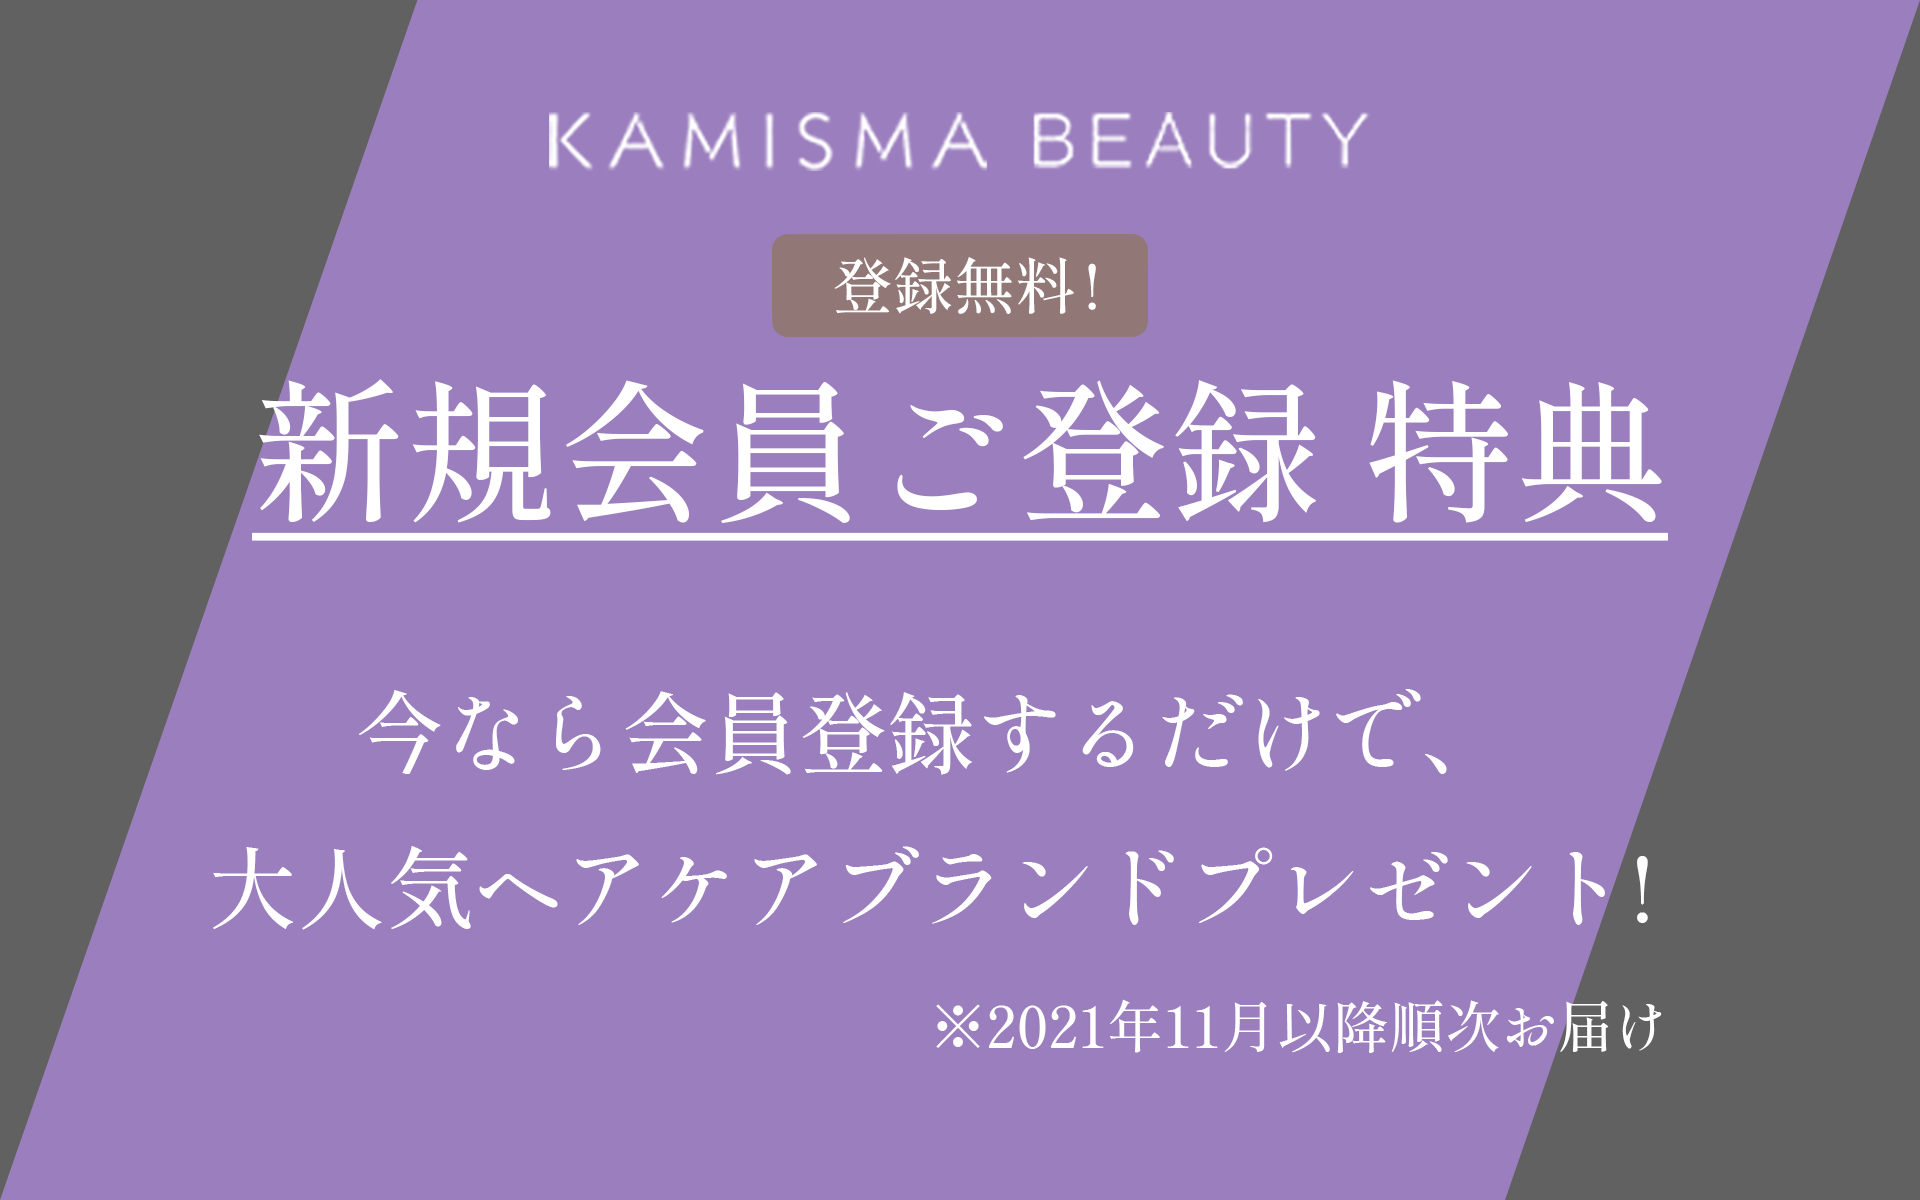 KAMISMA BEAUTY
登録無料!
新規会員 ご登録 特典
今なら会員登録するだけで、
大人気ヘアケアブランドプレゼント!
※2021年11月以降順次お届け